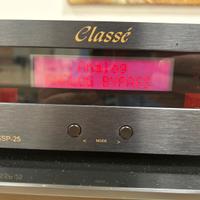 Classé
Analog
BYPASS
SSP-25
< MODE >